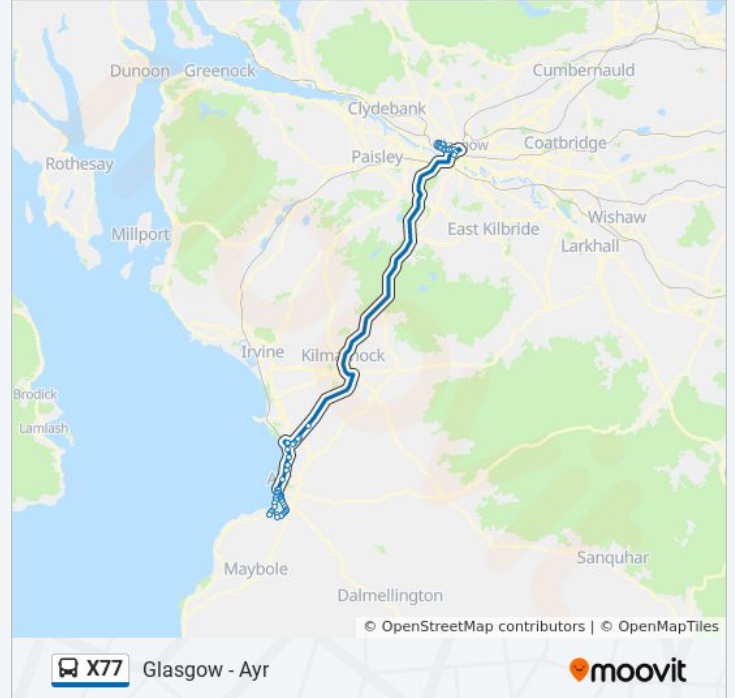 Dunoon Greenock
Cumbernauld
Clydebank
Paisley
Coatbridge
Rothesay
Wishaw
East Kilbride
Millport
Larkhall
Irvine
Brodick
Lamlash
Sanquhar
Maybole
Dalmellington
© OpenStreetMap contributors | © OpenMapTiles
X77 Glasgow - Ayr
moovit